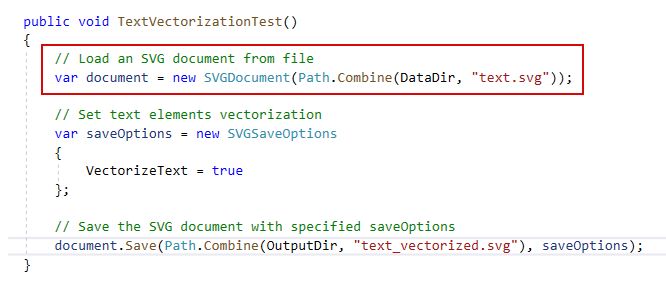 public void TextVectorizationTest()
{
    // Load an SVG document from file
    var document = new SVGDocument(Path.Combine(DataDir, "text.svg"));

    // Set text elements vectorization
    var saveOptions = new SVGSaveOptions
    {
        VectorizeText = true
    };

    // Save the SVG document with specified saveOptions
    document.Save(Path.Combine(OutputDir, "text_vectorized.svg"), saveOptions);
}